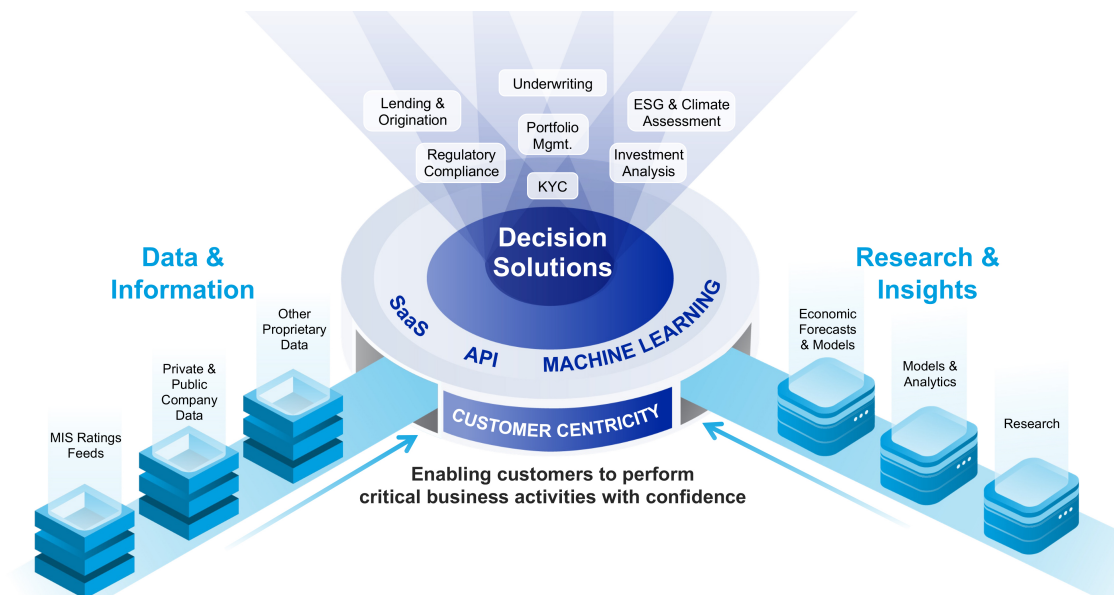 Underwriting
Lending &
Origination
ESG & Climate
Assessment
Portfolio
Mgmt.
Regulatory
Compliance
Investment
Analysis
KYC
Decision
Solutions
SaaS
API
MACHINE LEARNING
CUSTOMER CENTRICITY
Data &
Information
Other
Proprietary
Data
Private &
Public
Company
Data
MIS Ratings
Feeds
Research &
Insights
Economic
Forecasts
& Models
Models &
Analytics
Research
Enabling customers to perform
critical business activities with confidence